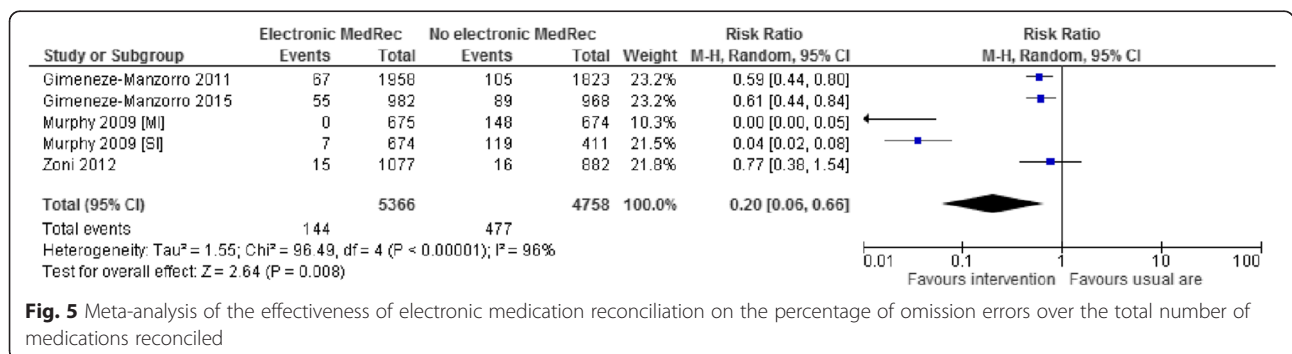 Electronic MedRec No electronic MedRec Risk Ratio Risk Ratio
Study or Subgroup Events Total Events Total Weight M-H, Random, 95% CI M-H, Random, 95% CI
Gimeneze-Manzorro 2011 67 1958 105 1823 23.2% 0.59 [0.44, 0.80]
Gimeneze-Manzorro 2015 55 982 89 968 23.2% 0.61 [0.44, 0.84]
Murphy 2009 [MI] 0 675 148 674 10.3% 0.00 [0.00, 0.05]
Murphy 2009 [SI] 7 674 119 411 21.5% 0.04 [0.02, 0.08]
Zoni 2012 15 1077 16 882 21.8% 0.77 [0.38, 1.54]
Total (95% CI) 5366 4758 100.0% 0.20 [0.06, 0.66]
Total events 144 477
Heterogeneity: Tau² = 1.55; Chi² = 96.49, df = 4 (P < 0.00001); I² = 96%
Test for overall effect: Z = 2.64 (P = 0.008)
0.01 0.1 1 10 100
Favours intervention Favours usual are
Fig. 5 Meta-analysis of the effectiveness of electronic medication reconciliation on the percentage of omission errors over the total number of
medications reconciled